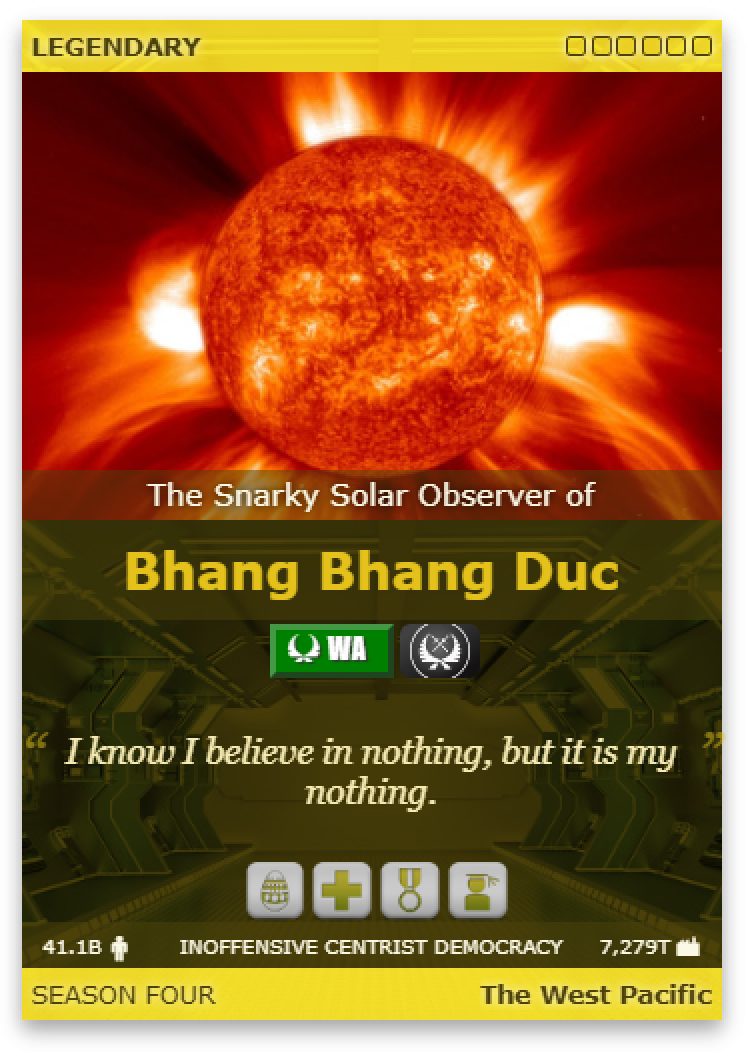 LEGENDARY
The Snarky Solar Observer of
Bhang Bhang Duc
WA
“ I know I believe in nothing, but it is my ”
nothing.
41.1B INOFFENSIVE CENTRIST DEMOCRACY 7,279T
SEASON FOUR The West Pacific